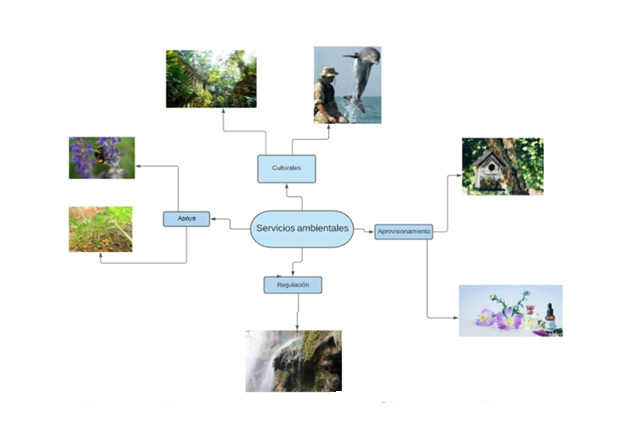 Culturales
Apoyo
Servicios ambientales
Aprovisionamiento
Regulación